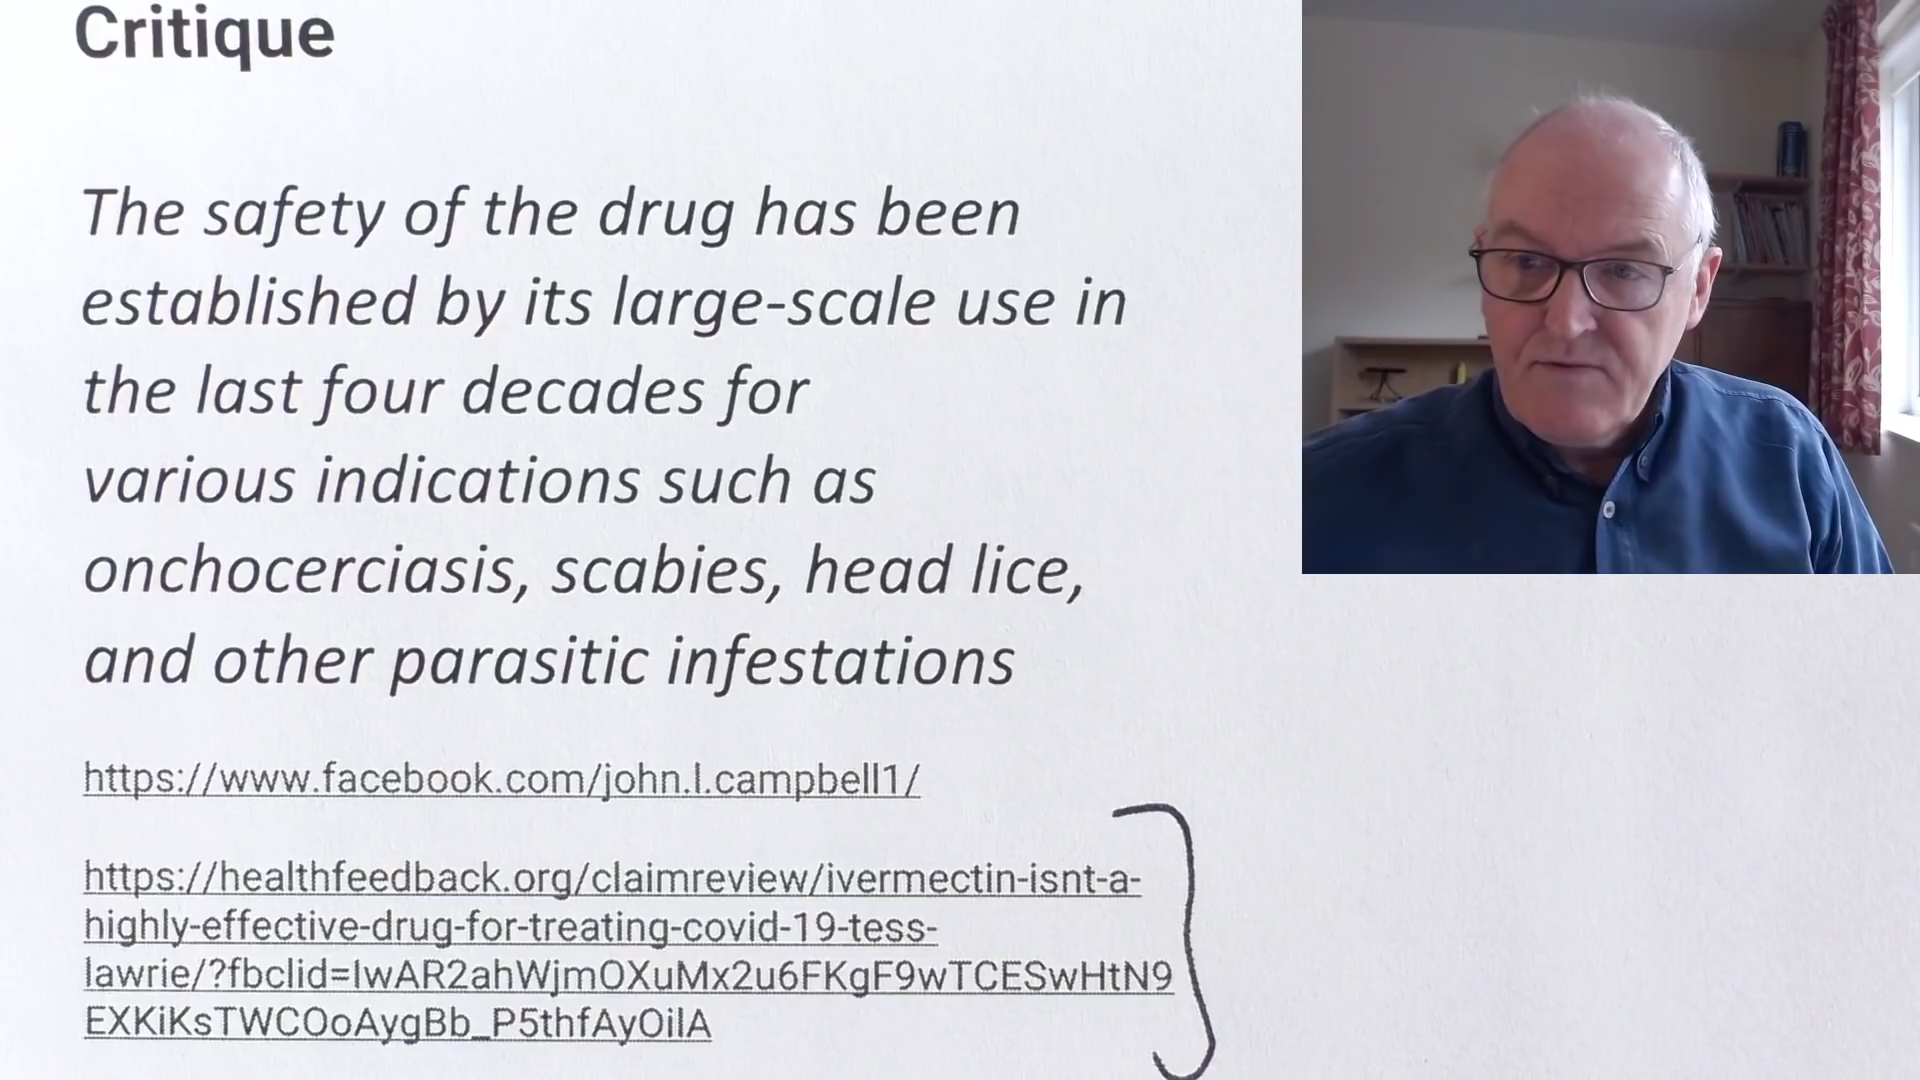 Critique
The safety of the drug has been
established by its large-scale use in
the last four decades for
various indications such as
onchocerciasis, scabies, head lice,
and other parasitic infestations
https://www.facebook.com/john.l.campbell1/
https://healthfeedback.org/claimreview/ivermectin-isnt-a-
highly-effective-drug-for-treating-covid-19-tess-
lawrie/?fbclid=IwAR2ahWjmOXuMx2u6FKgF9wTCESwHtN9
EXKiKsTWCOoAygBb_P5thfAyOilA